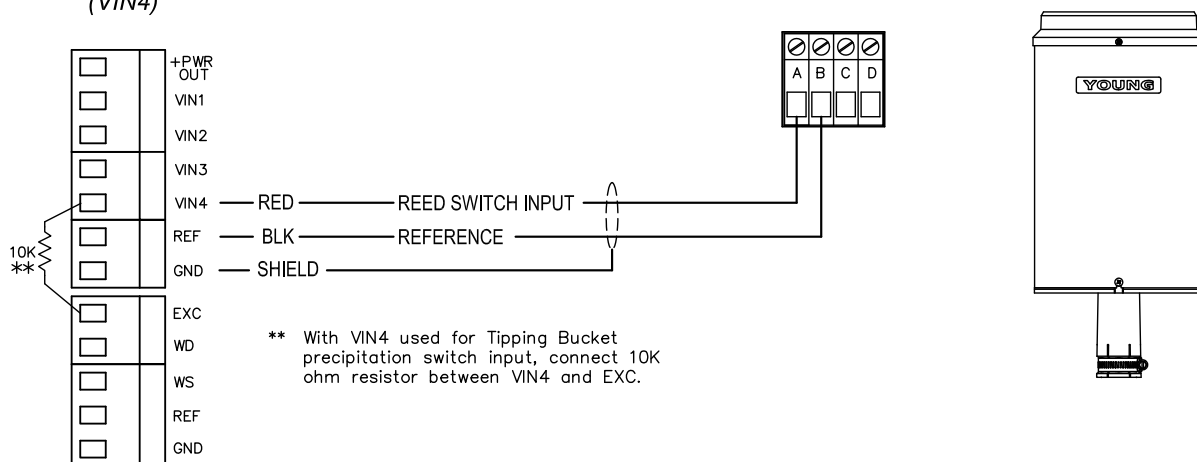 (VIN4)
+PWR
OUT
VIN1
VIN2
VIN3
VIN4
REF
GND
EXC
WD
WS
REF
GND
10K
**
RED
REED SWITCH INPUT
BLK
REFERENCE
SHIELD
** With VIN4 used for Tipping Bucket
precipitation switch input, connect 10K
ohm resistor between VIN4 and EXC.
A B C D
YOUNG